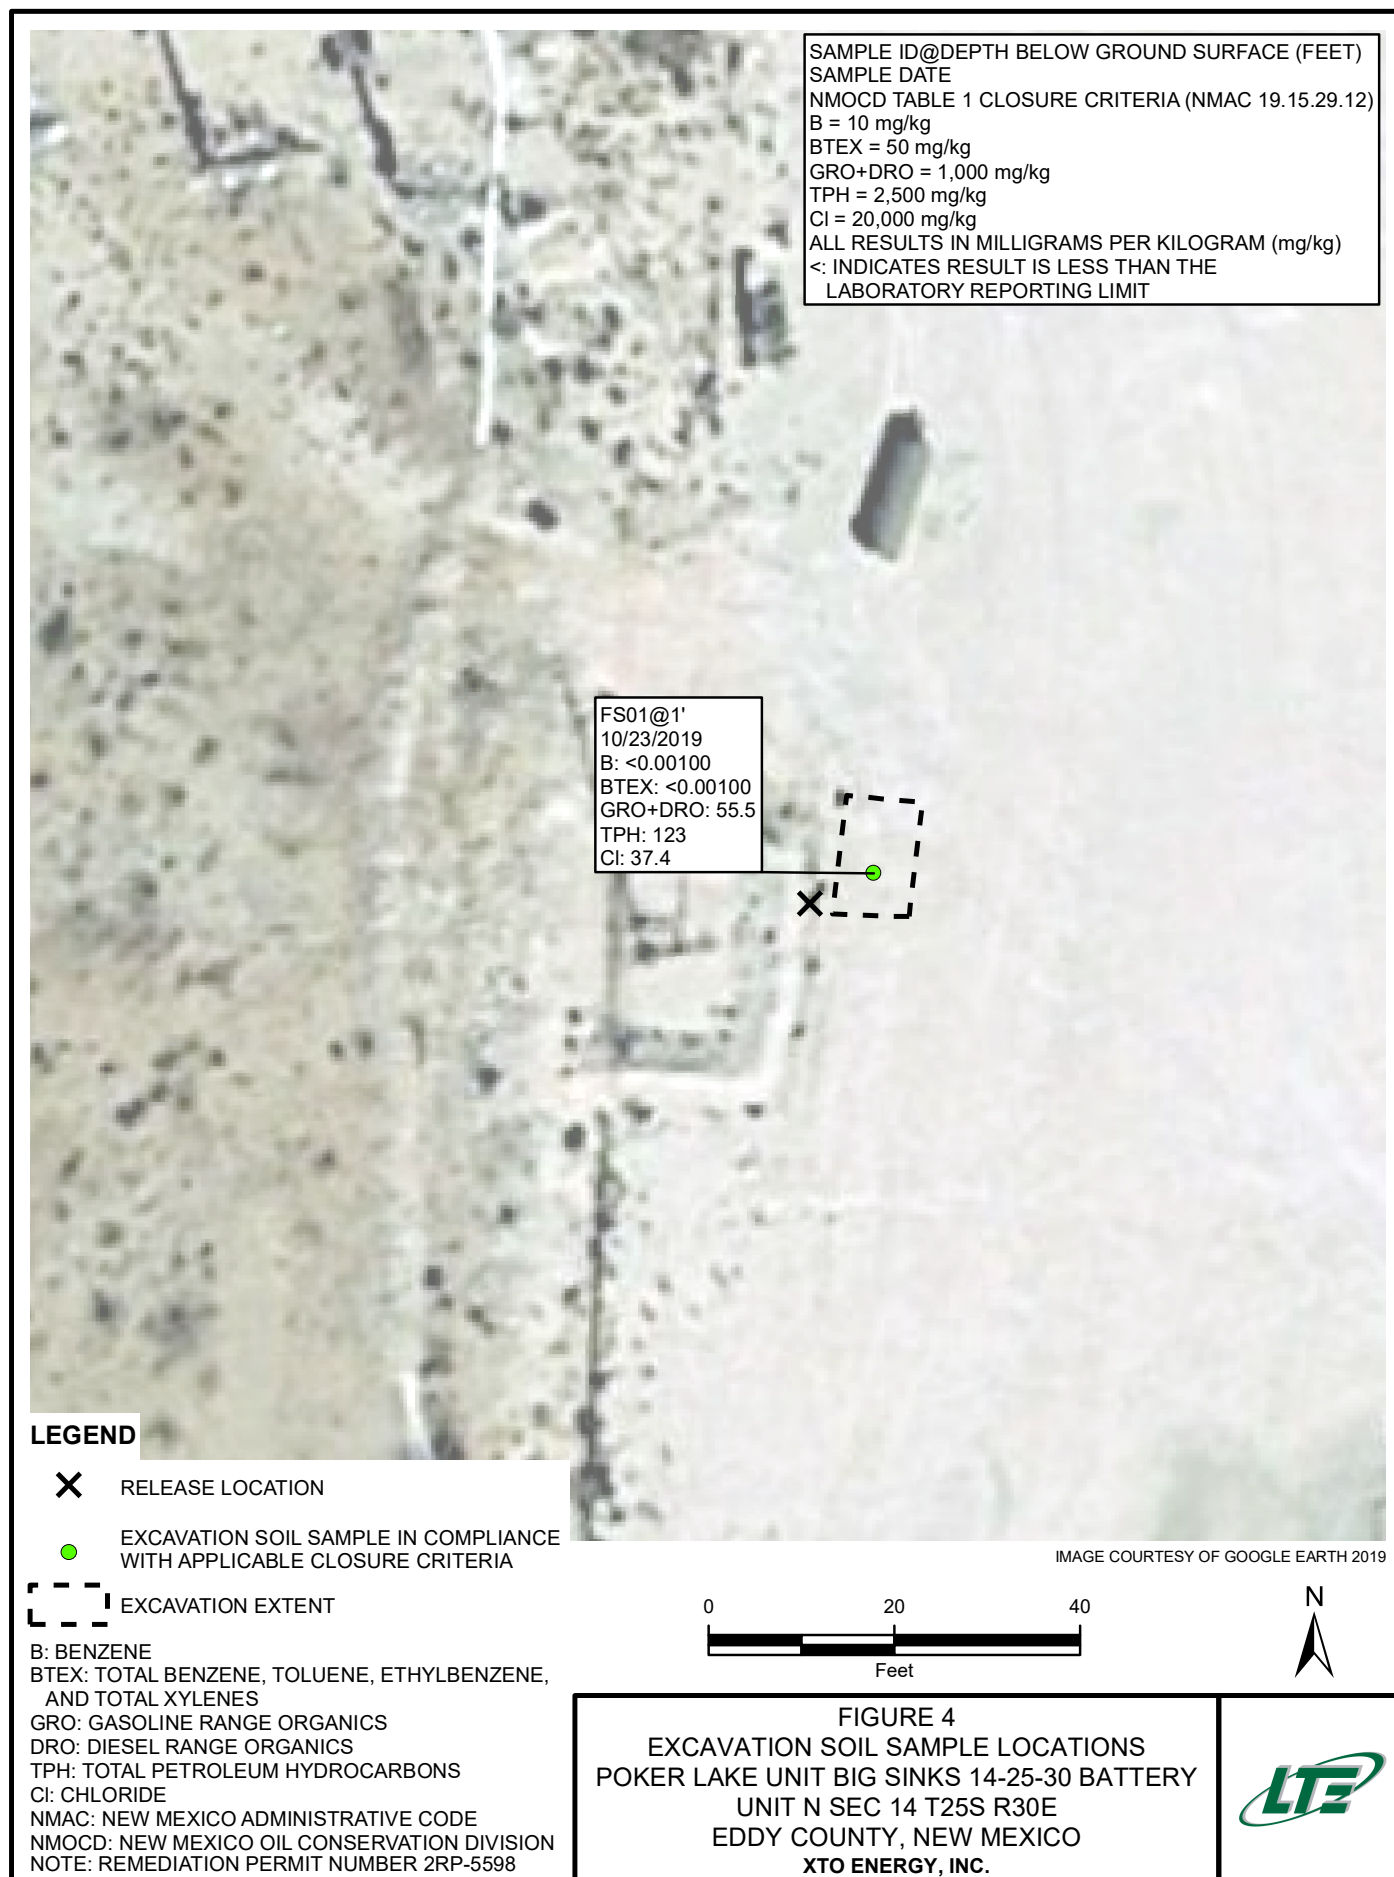 SAMPLE ID@DEPTH BELOW GROUND SURFACE (FEET)
SAMPLE DATE
NMOCD TABLE 1 CLOSURE CRITERIA (NMAC 19.15.29.12)
B = 10 mg/kg
BTEX = 50 mg/kg
GRO+DRO = 1,000 mg/kg
TPH = 2,500 mg/kg
Cl = 20,000 mg/kg
ALL RESULTS IN MILLIGRAMS PER KILOGRAM (mg/kg)
<: INDICATES RESULT IS LESS THAN THE
LABORATORY REPORTING LIMIT
FS01@1'
10/23/2019
B: <0.00100
BTEX: <0.00100
GRO+DRO: 55.5
TPH: 123
Cl: 37.4
LEGEND
RELEASE LOCATION
EXCAVATION SOIL SAMPLE IN COMPLIANCE
WITH APPLICABLE CLOSURE CRITERIA
EXCAVATION EXTENT
B: BENZENE
BTEX: TOTAL BENZENE, TOLUENE, ETHYLBENZENE,
AND TOTAL XYLENES
GRO: GASOLINE RANGE ORGANICS
DRO: DIESEL RANGE ORGANICS
TPH: TOTAL PETROLEUM HYDROCARBONS
Cl: CHLORIDE
NMAC: NEW MEXICO ADMINISTRATIVE CODE
NMOCD: NEW MEXICO OIL CONSERVATION DIVISION
NOTE: REMEDIATION PERMIT NUMBER 2RP-5598
IMAGE COURTESY OF GOOGLE EARTH 2019
0 20 40
Feet
N
FIGURE 4
EXCAVATION SOIL SAMPLE LOCATIONS
POKER LAKE UNIT BIG SINKS 14-25-30 BATTERY
UNIT N SEC 14 T25S R30E
EDDY COUNTY, NEW MEXICO
XTO ENERGY, INC.
LTE